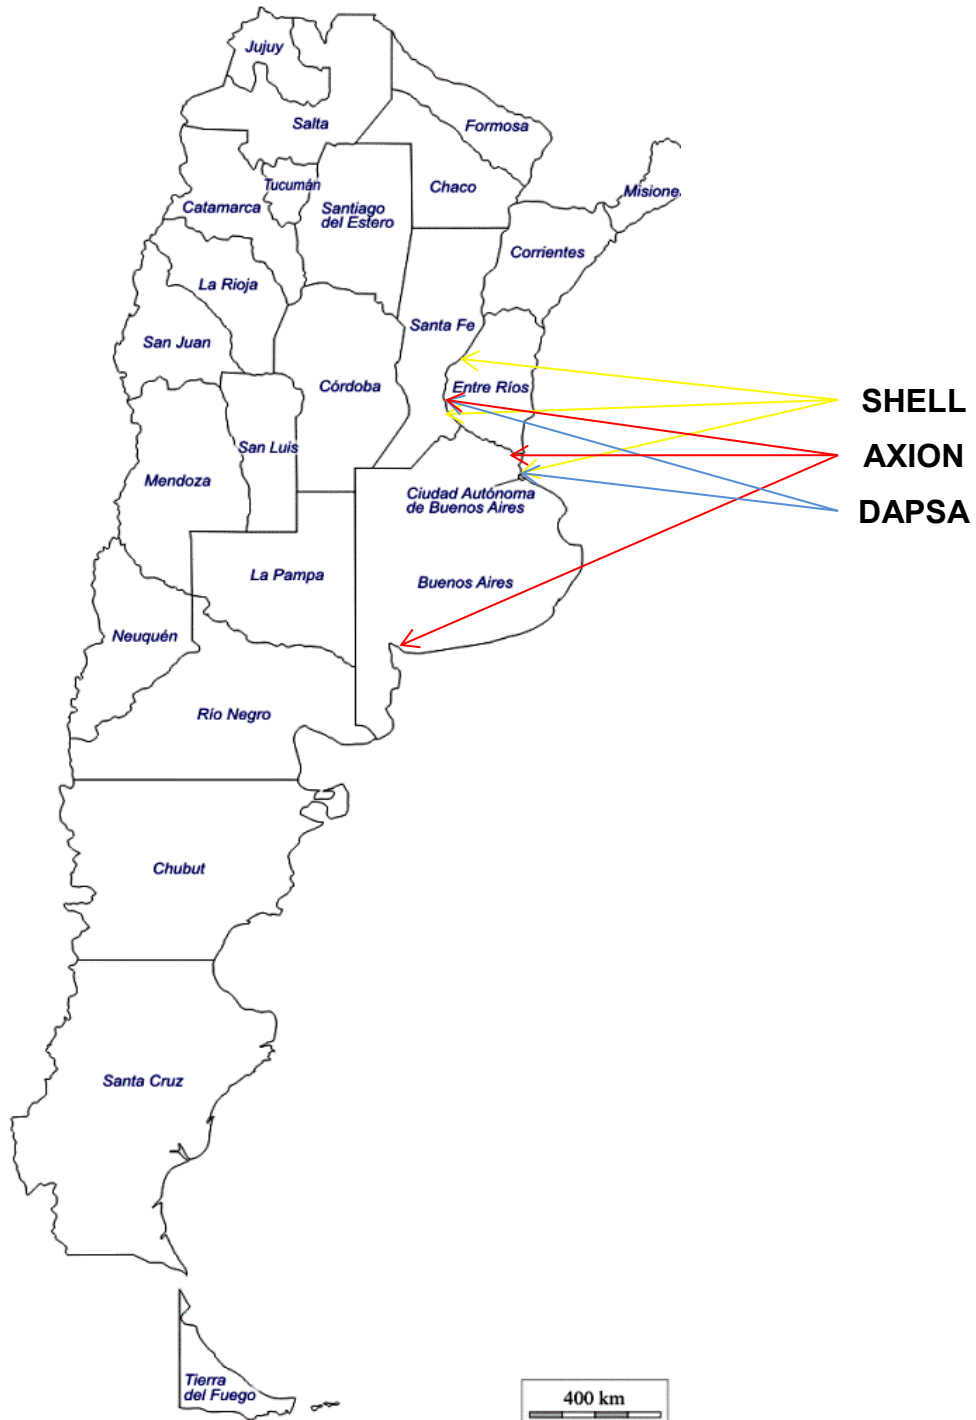 Jujuy
Salta
Formosa
Tucumán
Chaco
Misione
Catamarca
Santiago
del Estero
Corrientes
La Rioja
Santa Fe
San Juan
Córdoba
Entre Ríos
SHELL
San Luis
AXION
Mendoza
Ciudad Autónoma
de Buenos Aires
DAPSA
La Pampa
Buenos Aires
Neuquén
Río Negro
Chubut
Santa Cruz
Tierra
del Fuego
400 km